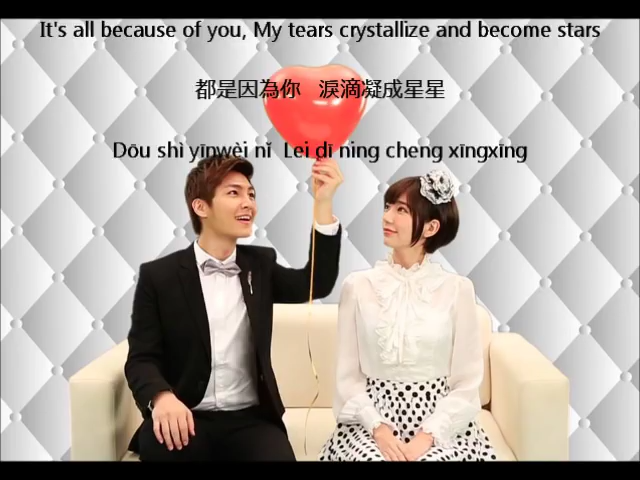 It's all because of you, My tears crystallize and become stars
都是因為你 淚滴凝成星星
Dōu shì yīnwèi nǐ Lei dī ning cheng xīngxīng